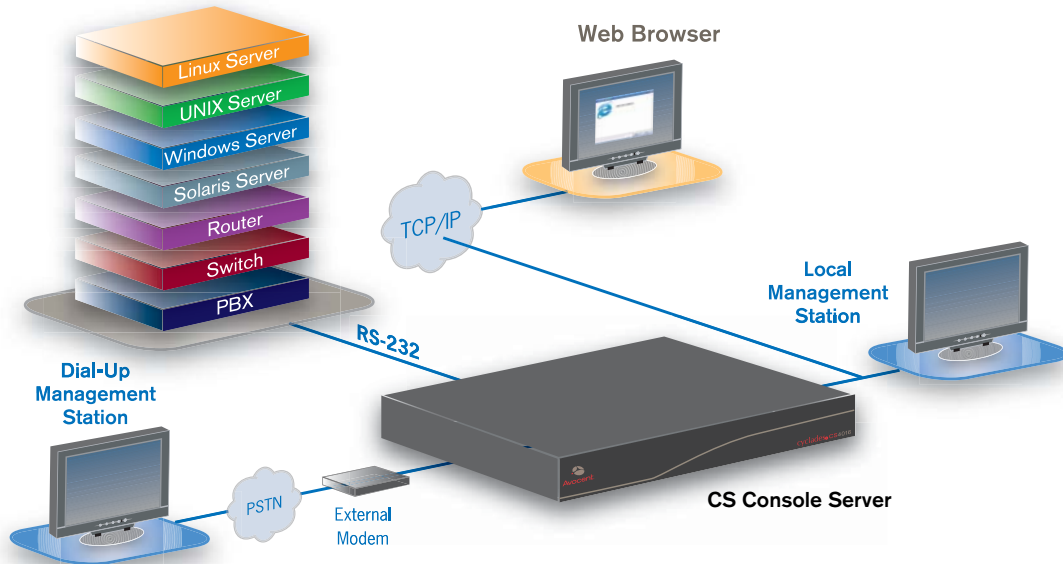 Linux Server
UNIX Server
Windows Server
Solaris Server
Router
Switch
PBX
RS-232
Web Browser
TCP/IP
Local
Management
Station
Dial-Up
Management
Station
PSTN
External
Modem
Avocent
CS Console Server